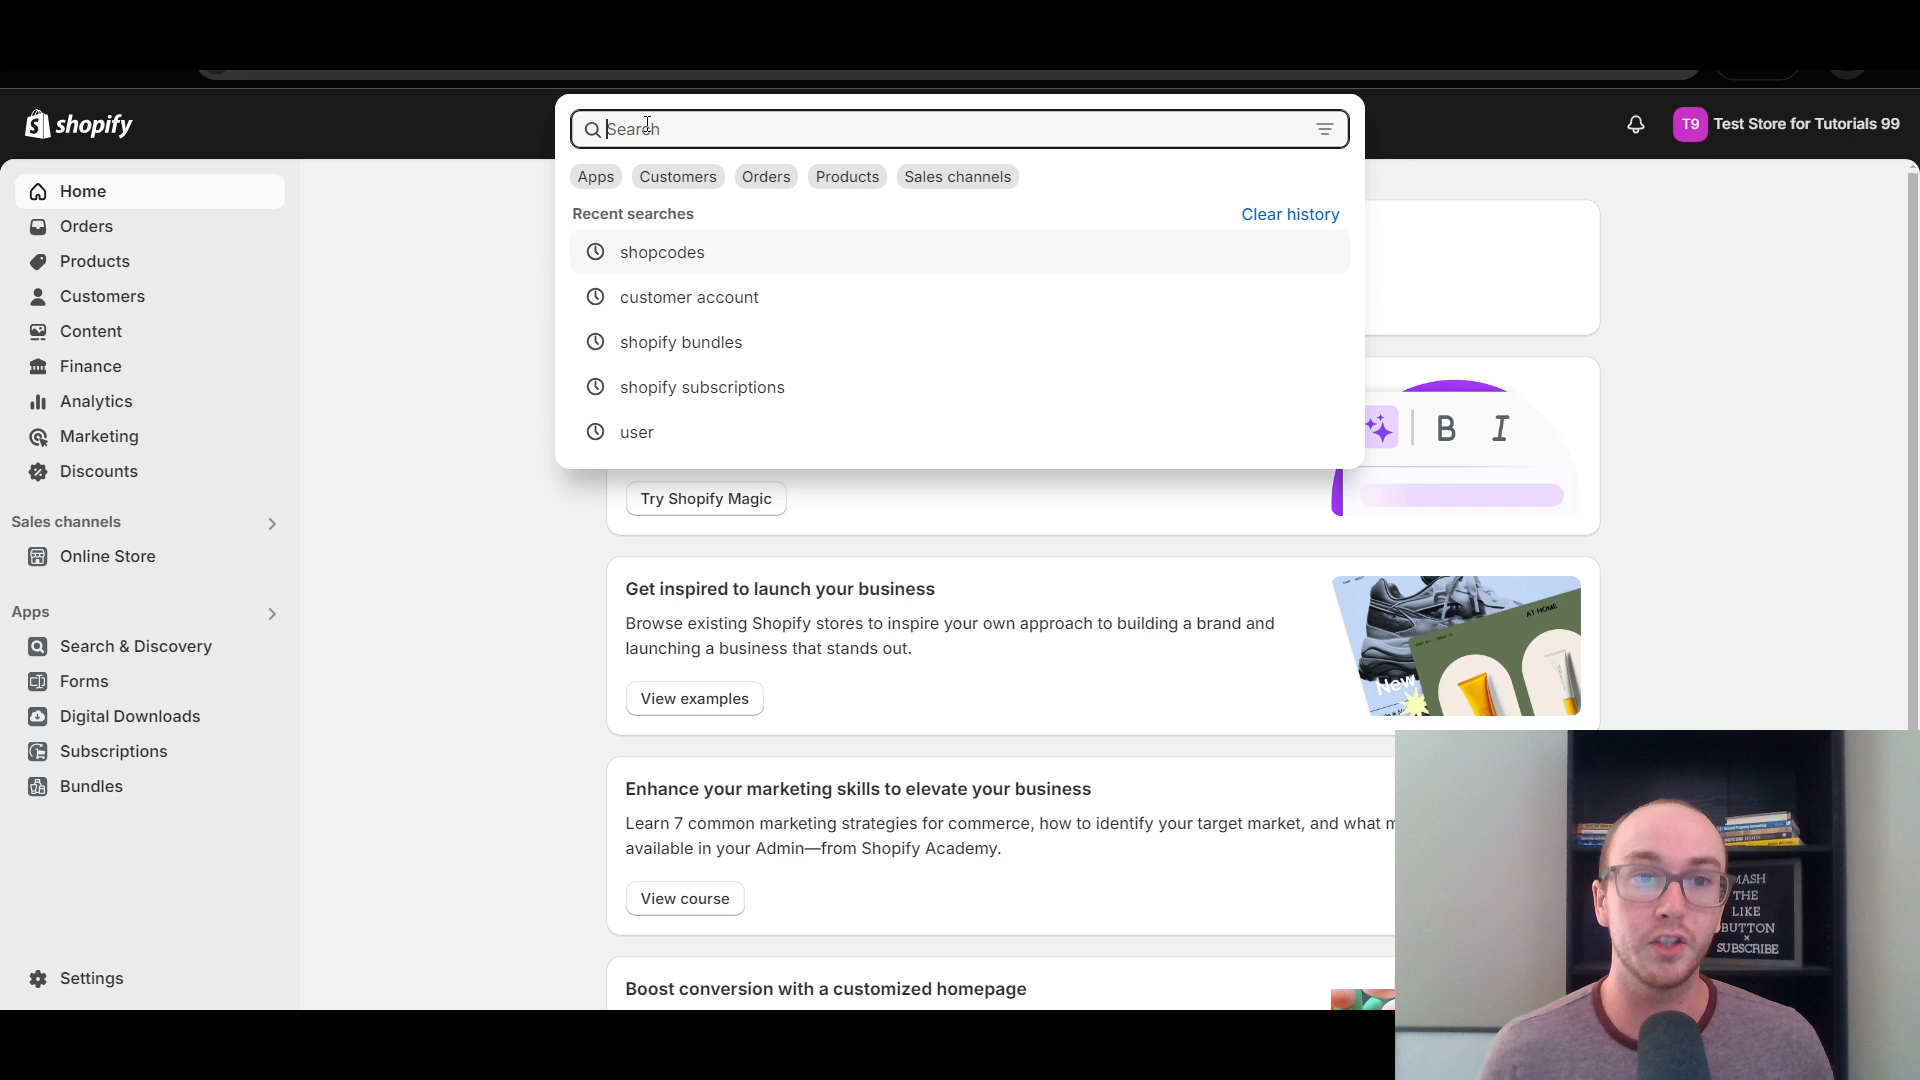 shopify
Search
T9
Test Store for Tutorials 99
Apps
Customers
Orders
Products
Sales channels
Recent searches
Clear history
shopcodes
customer account
shopify bundles
shopify subscriptions
user
Home
Orders
Products
Customers
Content
Finance
Analytics
Marketing
Discounts
Sales channels
Online Store
Apps
Search & Discovery
Forms
Digital Downloads
Subscriptions
Bundles
Settings
B I
Try Shopify Magic
Get inspired to launch your business
Browse existing Shopify stores to inspire your own approach to building a brand and
launching a business that stands out.
View examples
AT HOME
New
Enhance your marketing skills to elevate your business
Learn 7 common marketing strategies for commerce, how to identify your target market, and what m
available in your Admin—from Shopify Academy.
View course
Boost conversion with a customized homepage
MASH
THE
LIKE
BUTTON
×
SUBSCRIBE